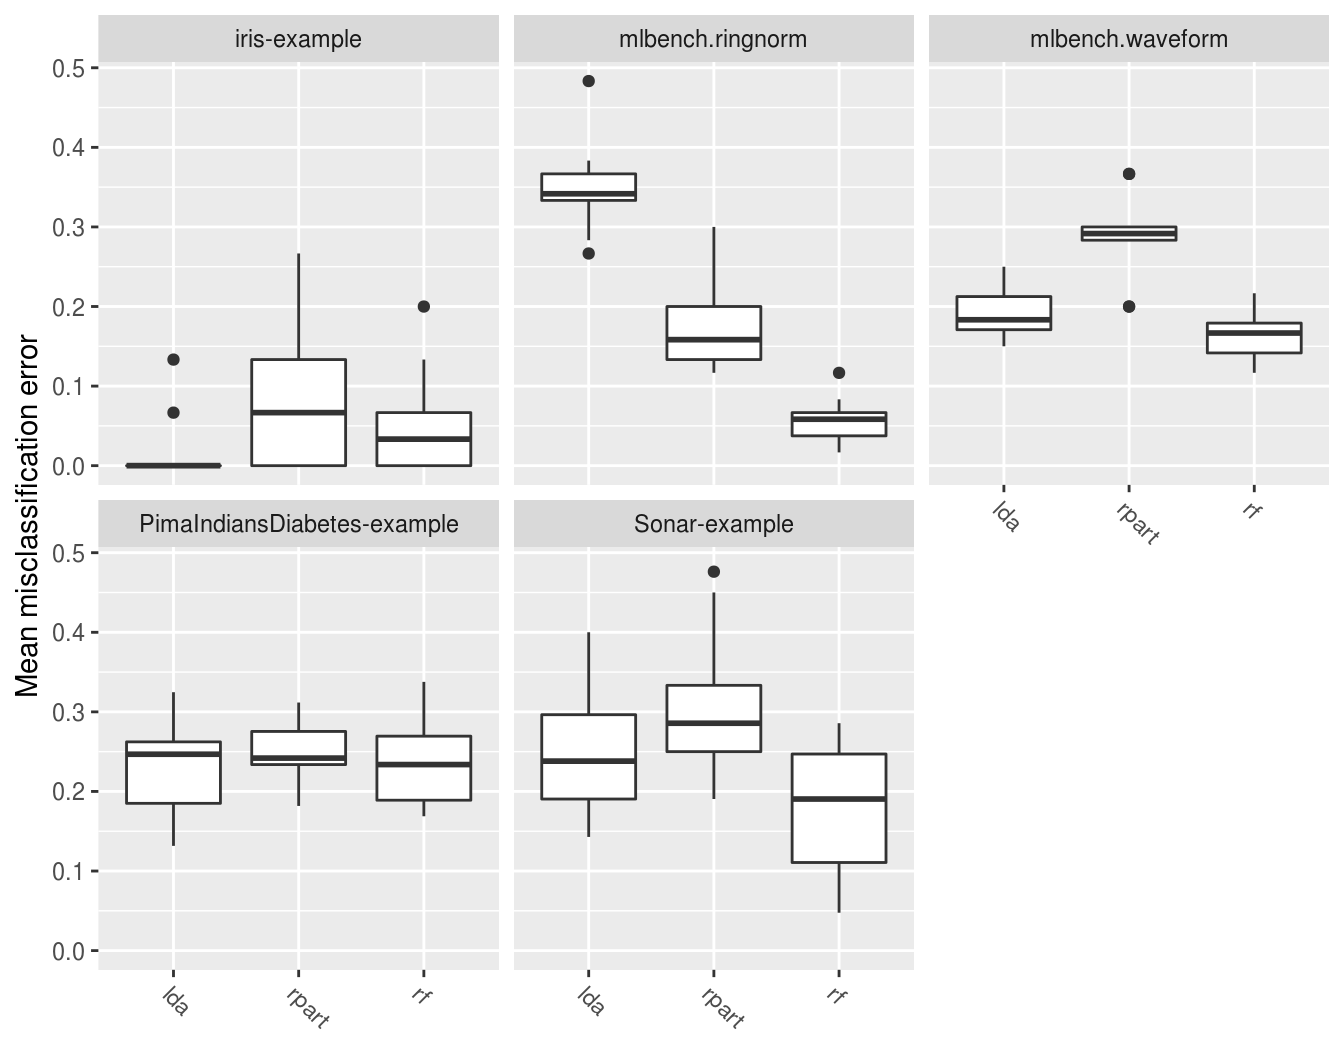 iris-example
mlbench.ringnorm
mlbench.waveform
Mean misclassification error
0.5
0.4
0.3
0.2
0.1
0.0
lda
rpart
rf
PimaIndiansDiabetes-example
Sonar-example
0.5
0.4
0.3
0.2
0.1
0.0
lda
rpart
rf
lda
rpart
rf